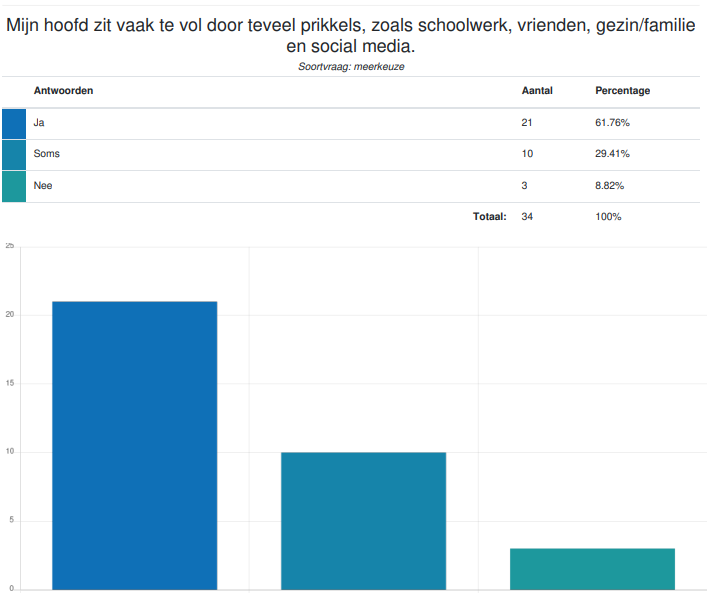 Mijn hoofd zit vaak te vol door teveel prikkels, zoals schoolwerk, vrienden, gezin/familie
en social media.
Soortvraag: meerkeuze
Antwoorden Aantal Percentage
Ja 21 61.76%
Soms 10 29.41%
Nee 3 8.82%
Totaal: 34 100%
25
20
15
10
5
0